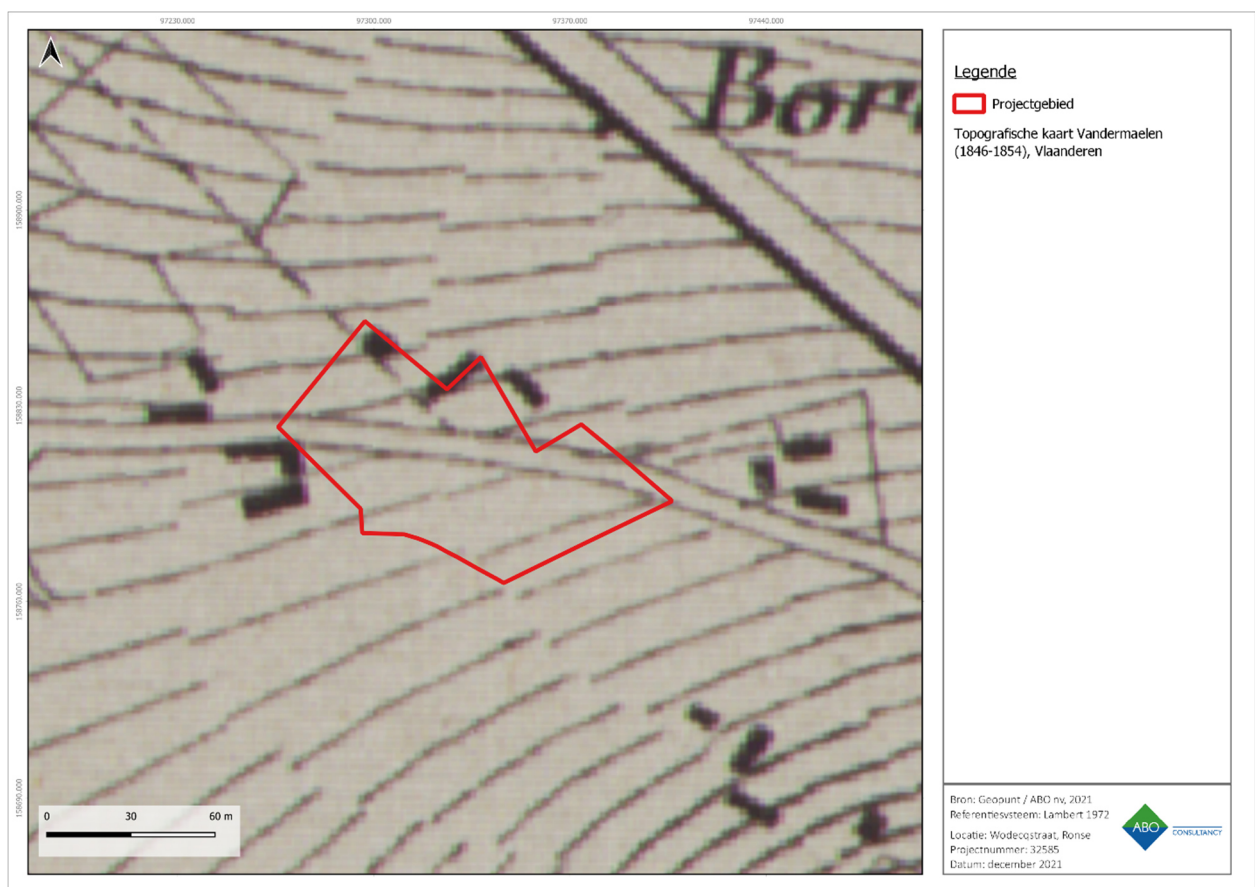 97230.000 97300.000 97370.000 97440.000
158900.000
158830.000
158760.000
158690.000
Bor
0 30 60 m
Legende
Projectgebied
Topografische kaart Vandermaelen
(1846-1854), Vlaanderen
Bron: Geopunt / ABO nv, 2021
Referentiesysteem: Lambert 1972
Locatie: Wodecqstraat, Ronse
Projectnummer: 32585
Datum: december 2021
ABO
CONSULTANCY